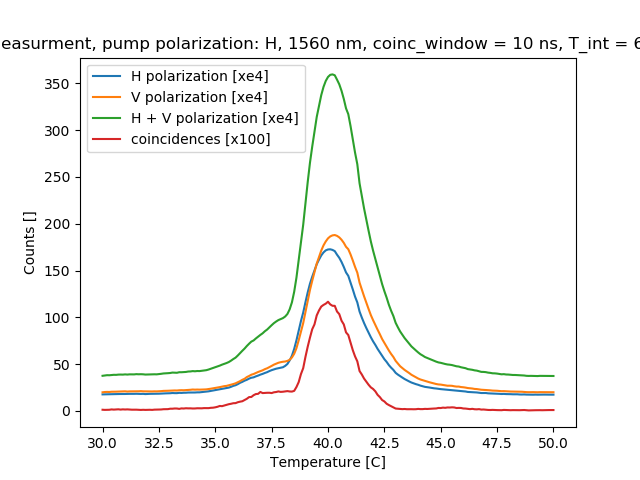 easurment, pump polarization: H, 1560 nm, coinc_window = 10 ns, T_int = 6
H polarization [xe4]
V polarization [xe4]
H + V polarization [xe4]
coincidences [x100]
Counts []
350
300
250
200
150
100
50
0
30.0 32.5 35.0 37.5 40.0 42.5 45.0 47.5 50.0
Temperature [C]